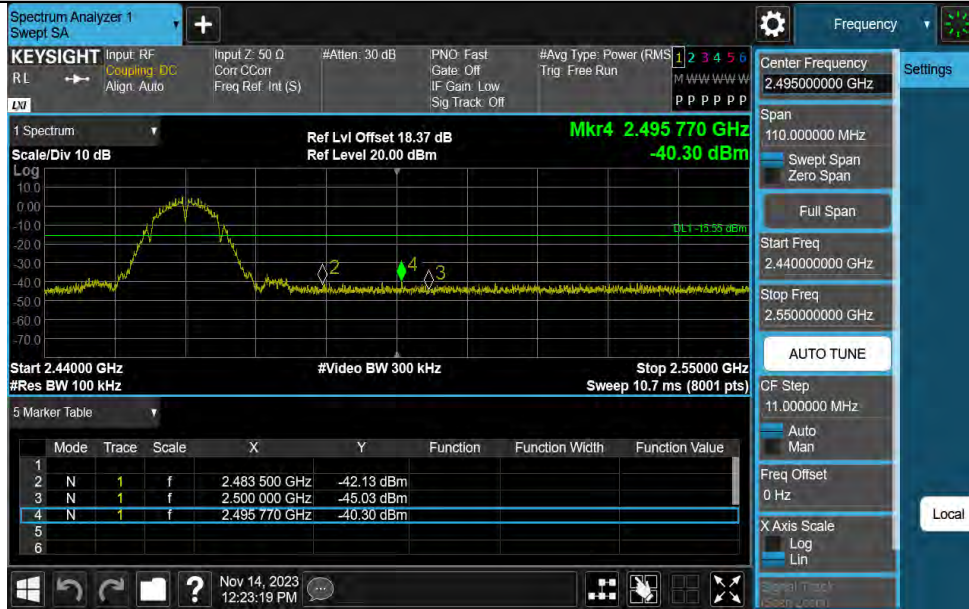 Spectrum Analyzer 1
Swept SA
+
Frequency
KEYSIGHT
RL
LXI
Input: RF
Coupling: DC
Align: Auto
Input Z: 50 Ω
Corr CCorr
Freq Ref: Int (S)
#Atten: 30 dB
PNO: Fast
Gate: Off
IF Gain: Low
Sig Track: Off
#Avg Type: Power (RMS
Trig: Free Run
1 2 3 4 5 6
M W W W W W
P P P P P P
Center Frequency
2.495000000 GHz
Settings
1 Spectrum
Scale/Div 10 dB
Ref Lvl Offset 18.37 dB
Ref Level 20.00 dBm
Mkr4 2.495 770 GHz
-40.30 dBm
Span
110.000000 MHz
Swept Span
Zero Span
Full Span
Log
10.0
0.00
-10.0
-20.0
-30.0
-40.0
-50.0
-60.0
-70.0
DL1 -15.55 dBm
2
4
3
Start Freq
2.440000000 GHz
Stop Freq
2.550000000 GHz
AUTO TUNE
Start 2.44000 GHz
#Res BW 100 kHz
#Video BW 300 kHz
Stop 2.55000 GHz
Sweep 10.7 ms (8001 pts)
CF Step
11.000000 MHz
Auto
Man
5 Marker Table
Mode Trace Scale X Y Function Function Width Function Value
1
2 N 1 f 2.483 500 GHz -42.13 dBm
3 N 1 f 2.500 000 GHz -45.03 dBm
4 N 1 f 2.495 770 GHz -40.30 dBm
5
6
Freq Offset
0 Hz
X Axis Scale
Log
Lin
Local
Signal Track
(Span Zoom)
?
Nov 14, 2023
12:23:19 PM